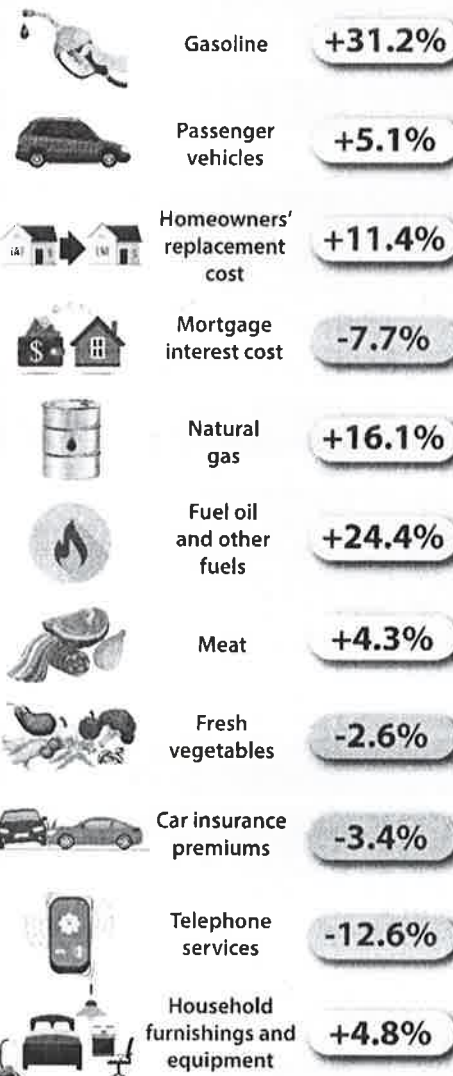 Gasoline
+31.2%
Passenger
vehicles
+5.1%
Homeowners'
replacement
cost
+11.4%
$
Mortgage
interest cost
-7.7%
Natural
gas
+16.1%
Fuel oil
and other
fuels
+24.4%
Meat
+4.3%
Fresh
vegetables
-2.6%
Car insurance
premiums
-3.4%
Telephone
services
-12.6%
Household
furnishings and
equipment
+4.8%